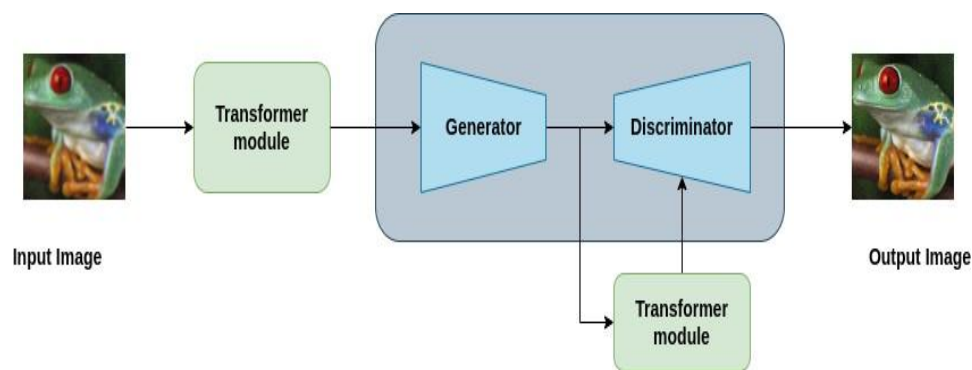 Transformer
module
Generator
Discriminator
Input Image
Output Image
Transformer
module